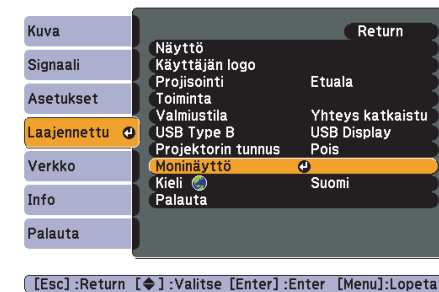 Kuva
Signaali
Asetukset
Laajennettu
Verkko
Info
Palauta
Return
Näyttö
Käyttäjän logo
Projisointi Etuala
Toiminta
Valmiustila Yhteys katkaistu
USB Type B USB Display
Projektorin tunnus Pois
Moninäyttö
Kieli Suomi
Palauta
[Esc] :Return [◆] :Valitse [Enter] :Enter [Menu]:Lopeta